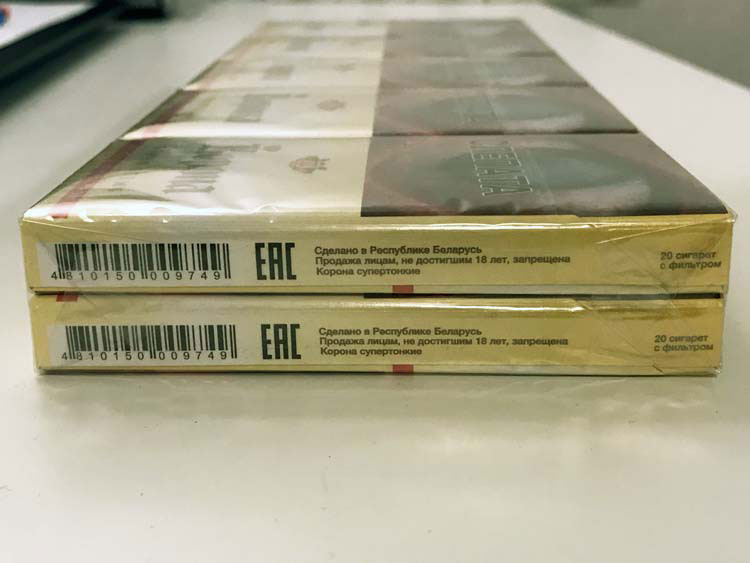 4 810150 009749
EAC
Сделано в Республике Беларусь
Продажа лицам, не достигшим 18 лет, запрещена
Корона супертонкие
20 сигарет
с фильтром
4 810150 009749
EAC
Сделано в Республике Беларусь
Продажа лицам, не достигшим 18 лет, запрещена
Корона супертонкие
20 сигарет
с фильтром